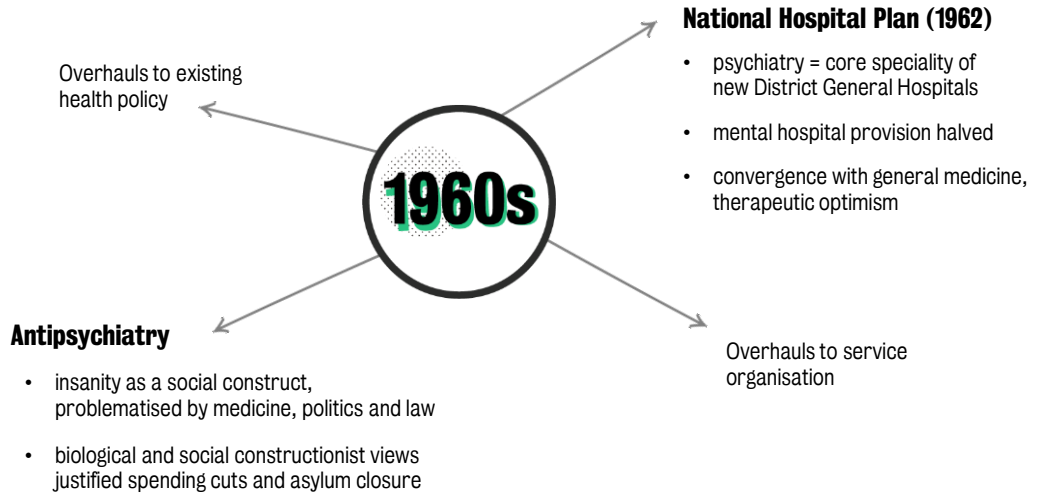 National Hospital Plan (1962)
• psychiatry = core speciality of
new District General Hospitals
• mental hospital provision halved
• convergence with general medicine,
therapeutic optimism
Overhauls to existing
health policy
1960s
Antipsychiatry
• insanity as a social construct,
problematised by medicine, politics and law
• biological and social constructionist views
justified spending cuts and asylum closure
Overhauls to service
organisation